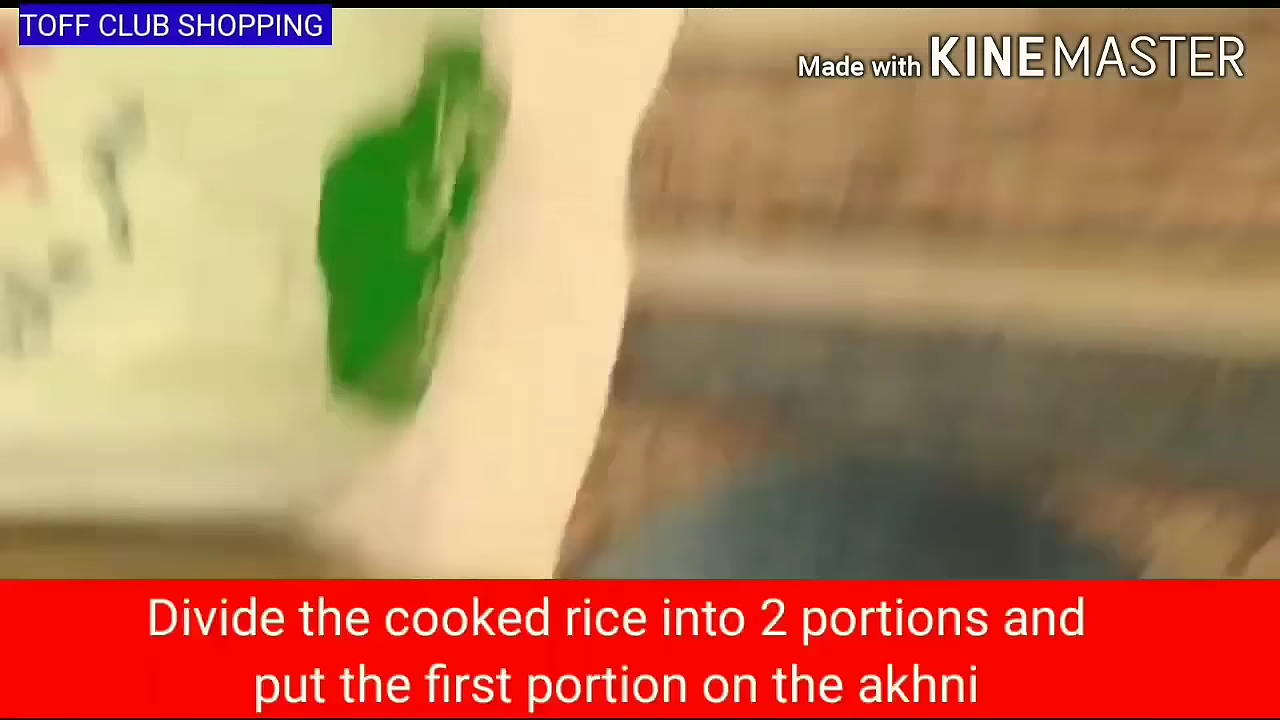 TOFF CLUB SHOPPING
Made with KINEMASTER
Divide the cooked rice into 2 portions and
put the first portion on the akhni